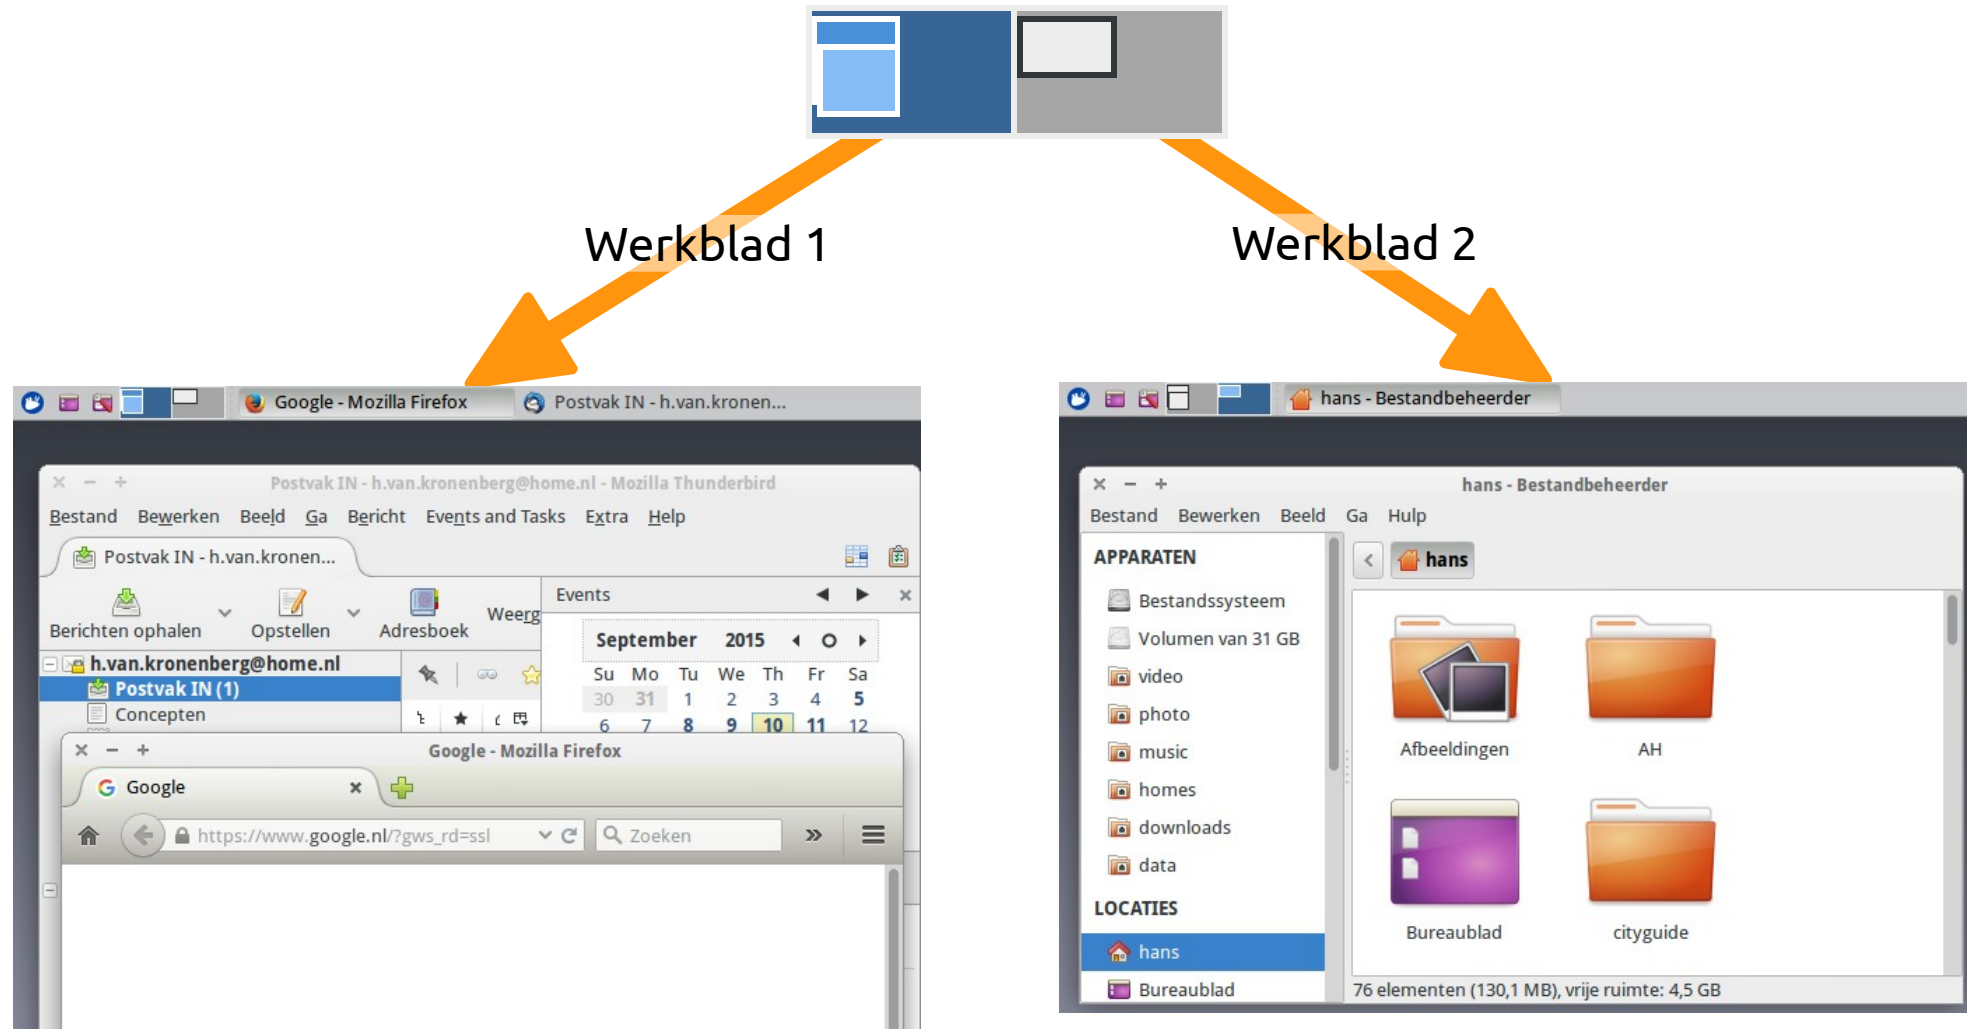 Werkblad 1
Werkblad 2
Google - Mozilla Firefox
Postvak IN - h.van.kronen...
Postvak IN - h.van.kronenberg@home.nl - Mozilla Thunderbird
Bestand Bewerken Beeld Ga Bericht Events and Tasks Extra Help
Postvak IN - h.van.kronen...
Berichten ophalen
Opstellen
Adresboek
Weerg
Events
September 2015
Su Mo Tu We Th Fr Sa
30 31 1 2 3 4 5
6 7 8 9 10 11 12
h.van.kronenberg@home.nl
Postvak IN (1)
Concepten
Google - Mozilla Firefox
Google
https://www.google.nl/?gws_rd=ssl
Zoeken
hans - Bestandbeheerder
hans - Bestandbeheerder
Bestand Bewerken Beeld Ga Hulp
APPARATEN
Bestandssysteem
Volumen van 31 GB
video
photo
music
homes
downloads
data
LOCATIES
hans
Bureaublad
hans
Afbeeldingen
AH
Bureaublad
cityguide
76 elementen (130,1 MB), vrije ruimte: 4,5 GB